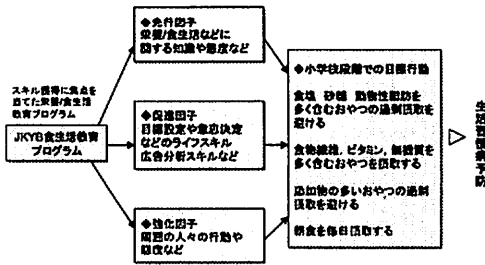 スキル獲得に焦点を
当てた栄養/食生活
教育プログラム
JKYB食生活教育
プログラム
◆先行因子
栄養/食生活などに
関する知識や態度など
◆促進因子
目標設定や意志決定
などのライフスキル
広告分析スキルなど
◆強化因子
周囲の人々の行動や
態度など
◆小学校段階での目標行動
食塩、砂糖、動物性脂肪を
多く含むおやつの過剰摂取を
避ける
食物繊維,ビタミン,無機質を
多く含むおやつを摂取する
添加物の多いおやつの過剰
摂取を避ける
朝食を毎日摂取する
生活習慣病予防